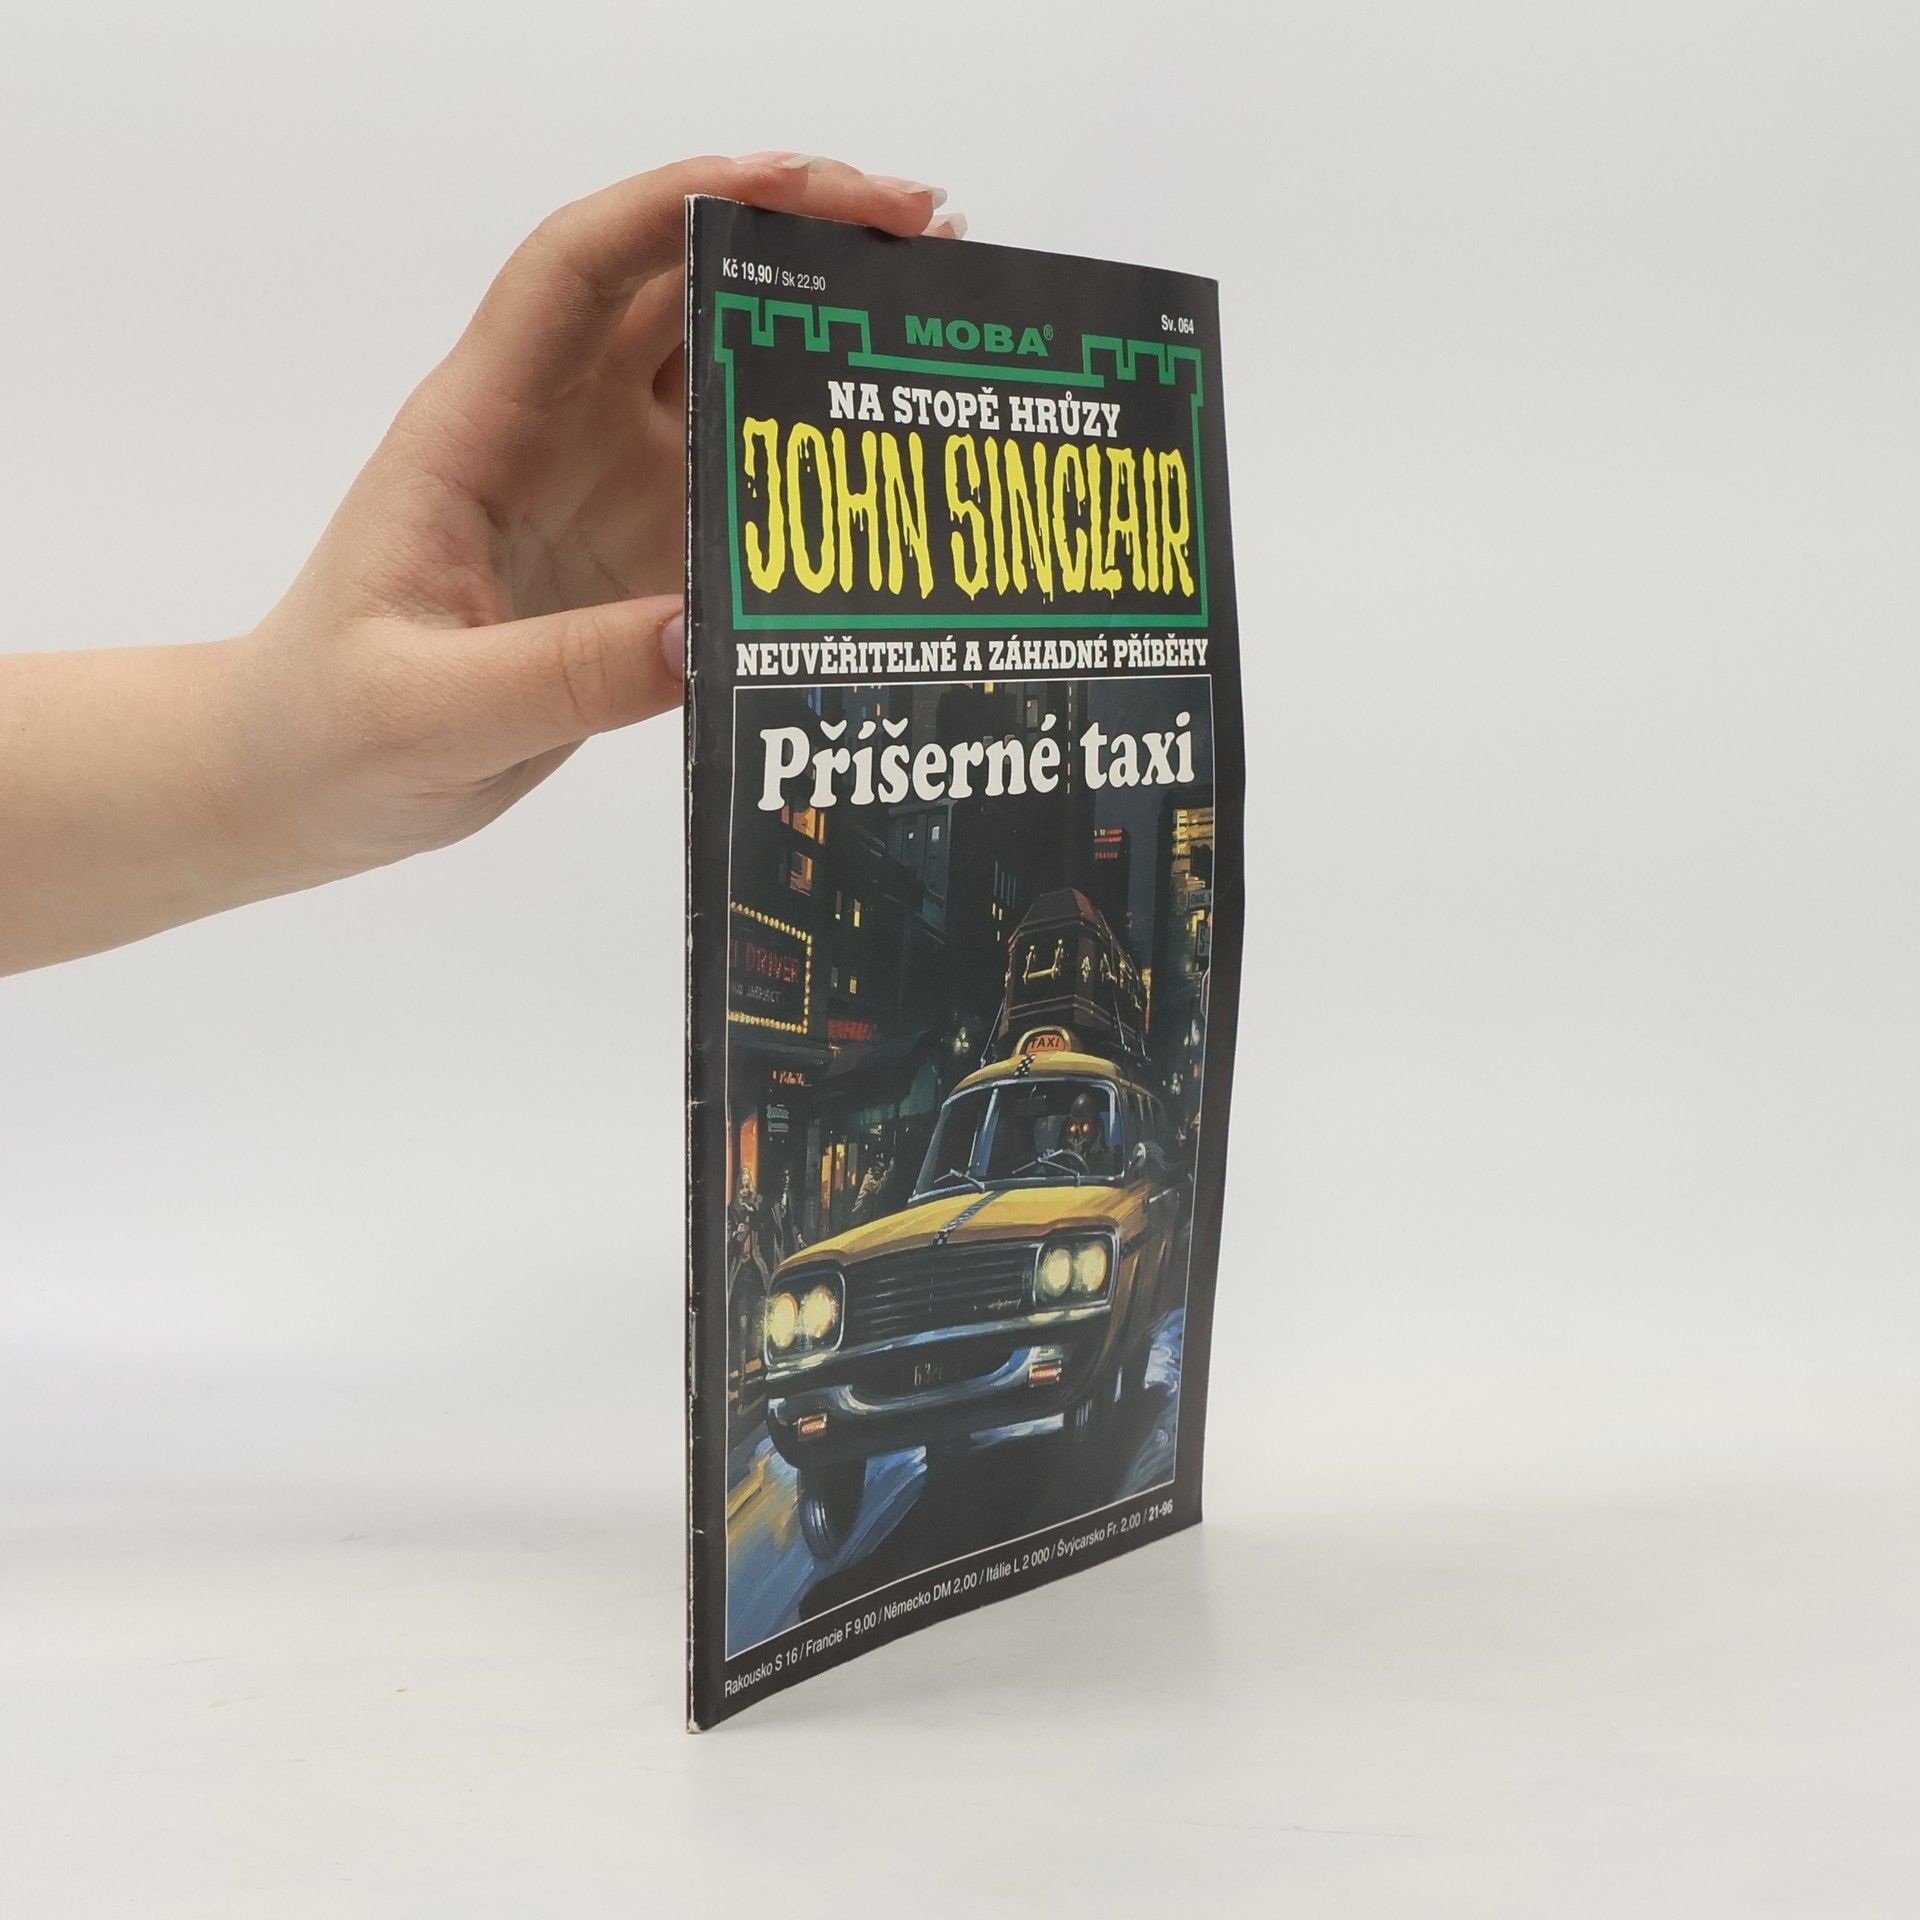 Kč 19,90 / Sk 22,90
Sv. 064
MOBA®
NA STOPĚ HRŮZY
JOHN SINCLAIR
NEUVĚŘITELNÉ A ZÁHADNÉ PŘÍBĚHY
Příšerné taxi
DRIVER
TAXI
Rakousko S 16 / Francie F 9,00 / Německo DM 2,00 / Itálie L 2 000 / Švýcarsko Fr. 2,00 / 21-96